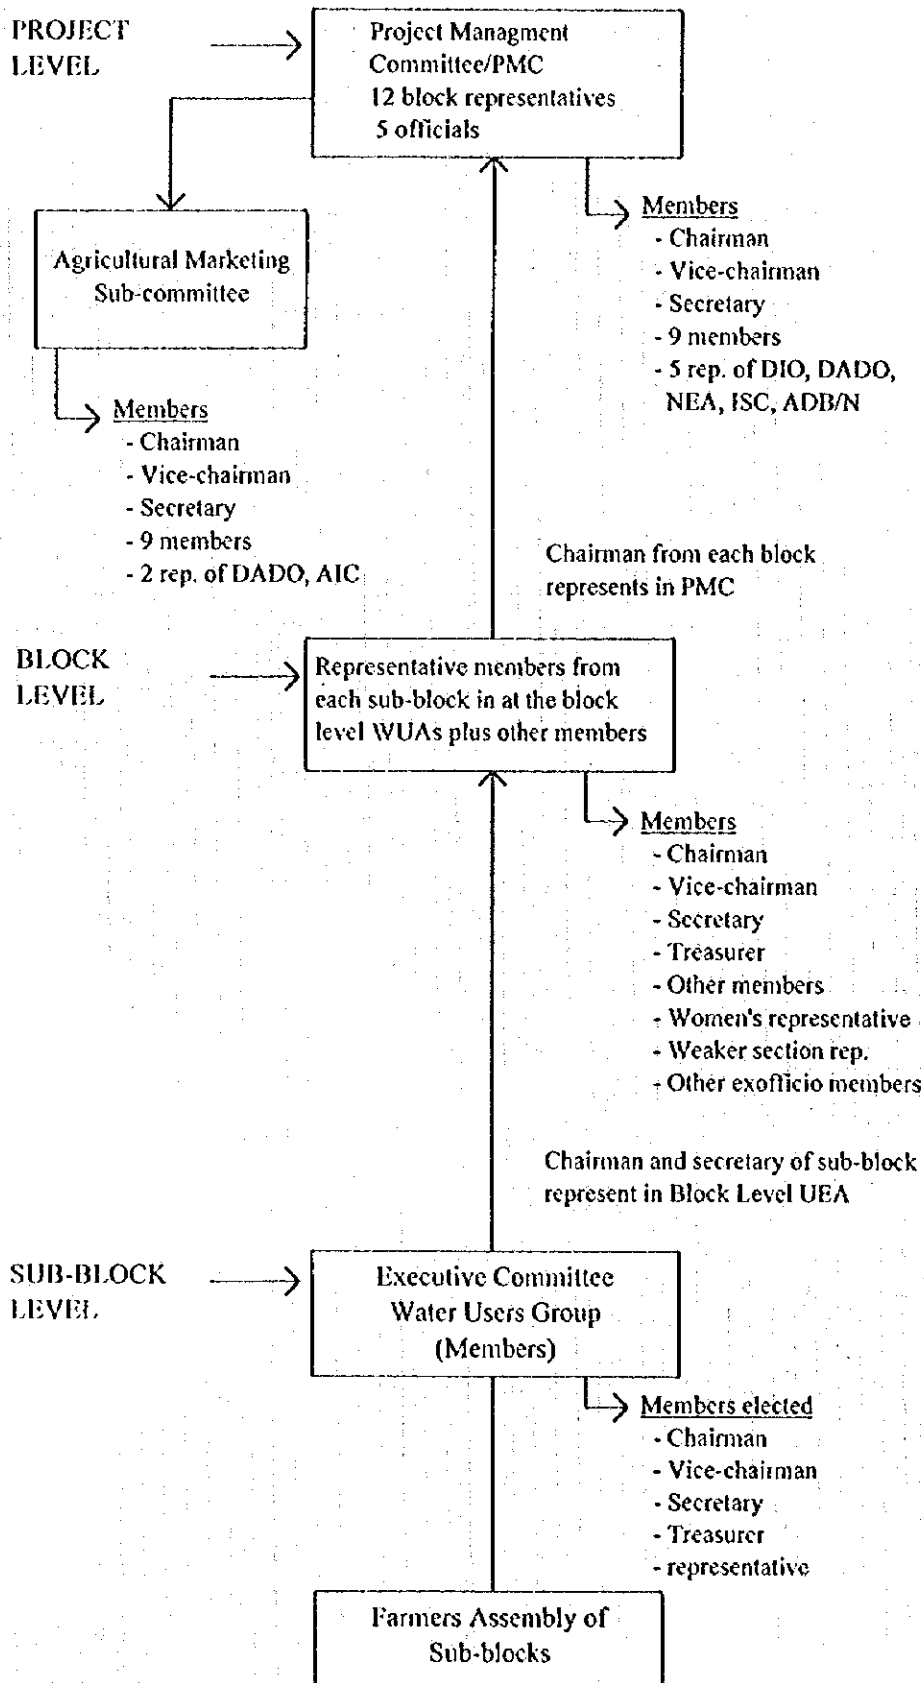 PROJECT
LEVEL
Project Managment
Committee/PMC
12 block representatives
5 officials
Agricultural Marketing
Sub-committee
Members
- Chairman
- Vice-chairman
- Secretary
- 9 members
- 5 rep. of DIO, DADO,
NEA, ISC, ADB/N
Members
- Chairman
- Vice-chairman
- Secretary
- 9 members
- 2 rep. of DADO, AIC
Chairman from each block
represents in PMC
BLOCK
LEVEL
Representative members from
each sub-block in at the block
level WUAs plus other members
Members
- Chairman
- Vice-chairman
- Secretary
- Treasurer
- Other members
- Women's representative
- Weaker section rep.
- Other exofficio members
Chairman and secretary of sub-block
represent in Block Level UEA
SUB-BLOCK
LEVEL
Executive Committee
Water Users Group
(Members)
Members elected
- Chairman
- Vice-chairman
- Secretary
- Treasurer
- representative
Farmers Assembly of
Sub-blocks